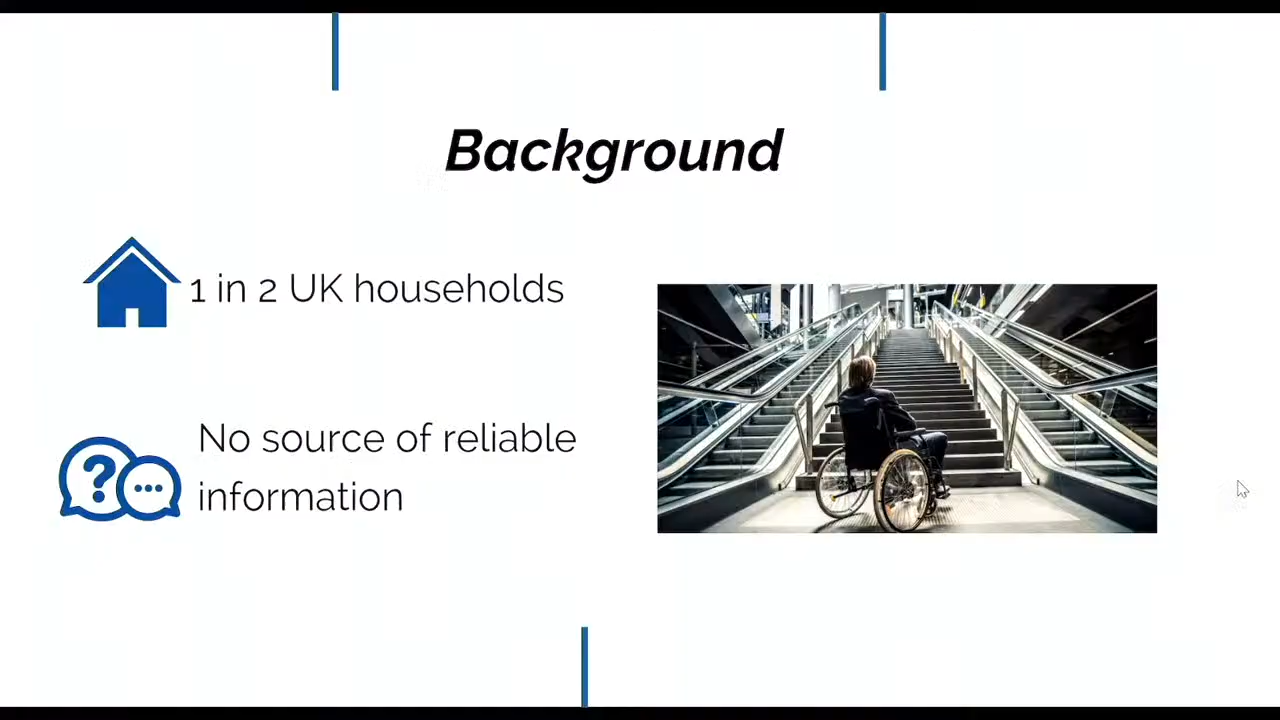 Background
1 in 2 UK households
No source of reliable
information